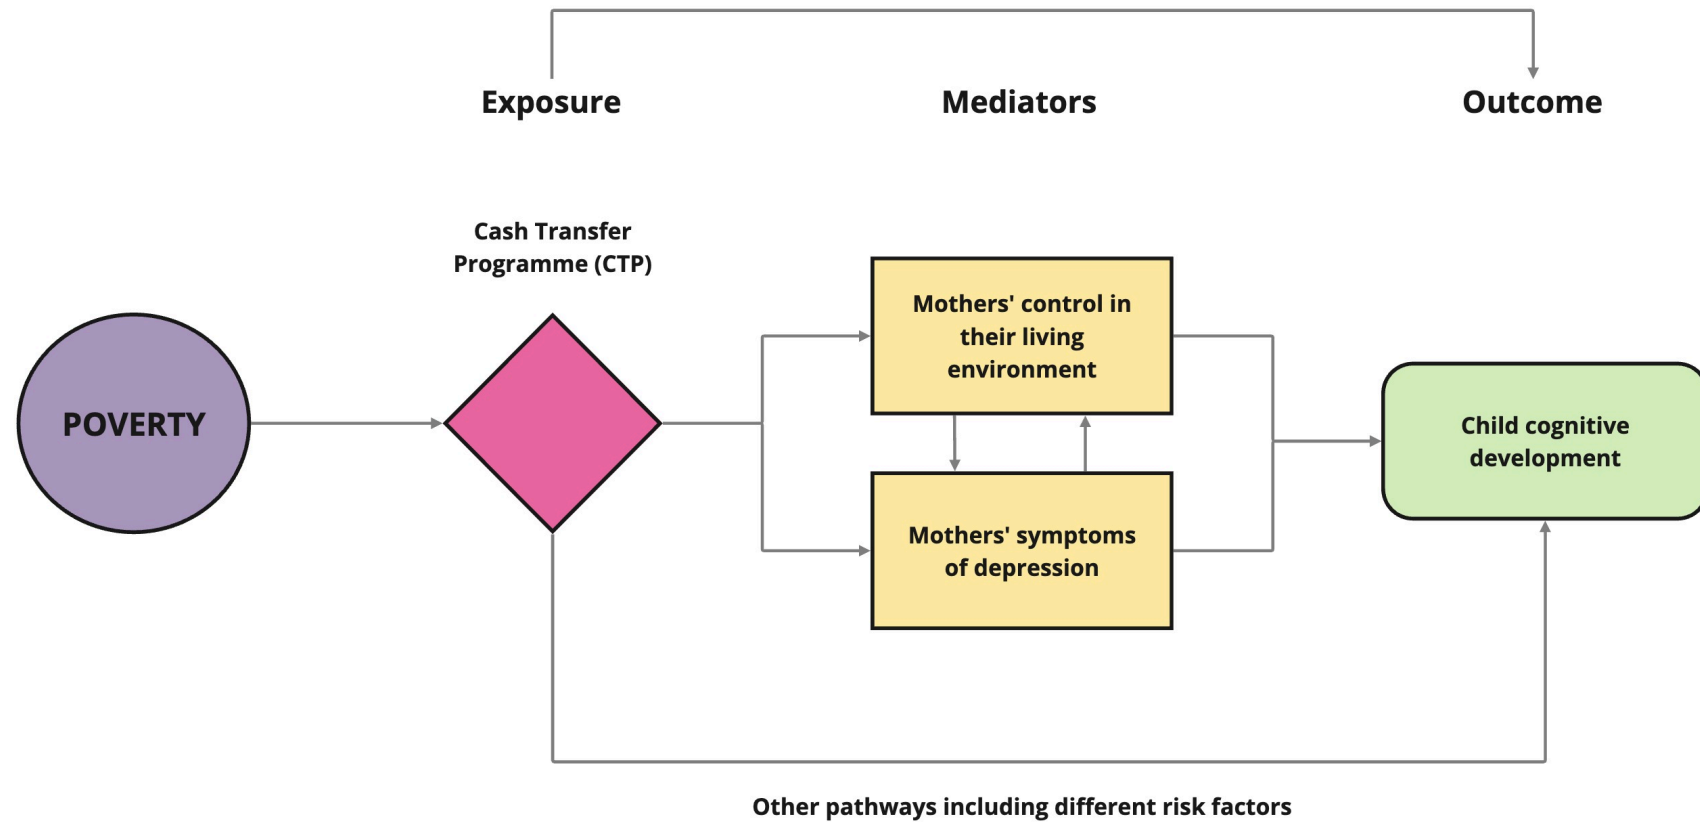 Exposure
Mediators
Outcome
Cash Transfer
Programme (CTP)
POVERTY
Mothers' control in
their living
environment
Mothers' symptoms
of depression
Child cognitive
development
Other pathways including different risk factors